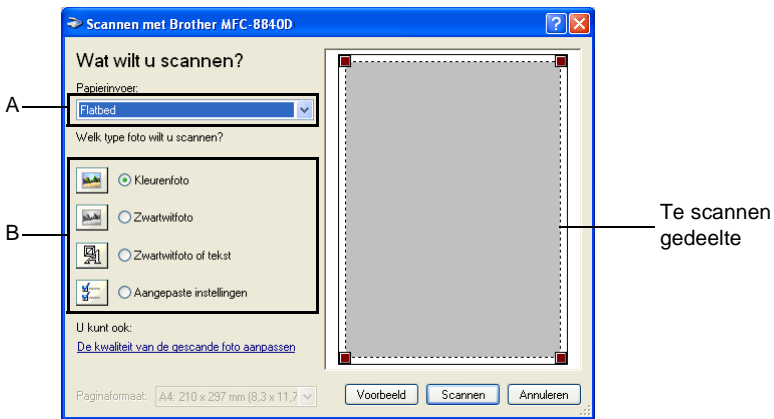 Scannen met Brother MFC-8840D
Wat wilt u scannen?
Papierinvoer:
A
Flatbed
Welk type foto wilt u scannen?
B
Kleurenfoto
Zwartwitfoto
Zwartwitfoto of tekst
Aangepaste instellingen
U kunt ook:
De kwaliteit van de gescande foto aanpassen
Paginaformaat:
A4: 210 x 297 mm (8,3 x 11,7
Voorbeeld
Scannen
Annuleren
Te scannen
gedeelte